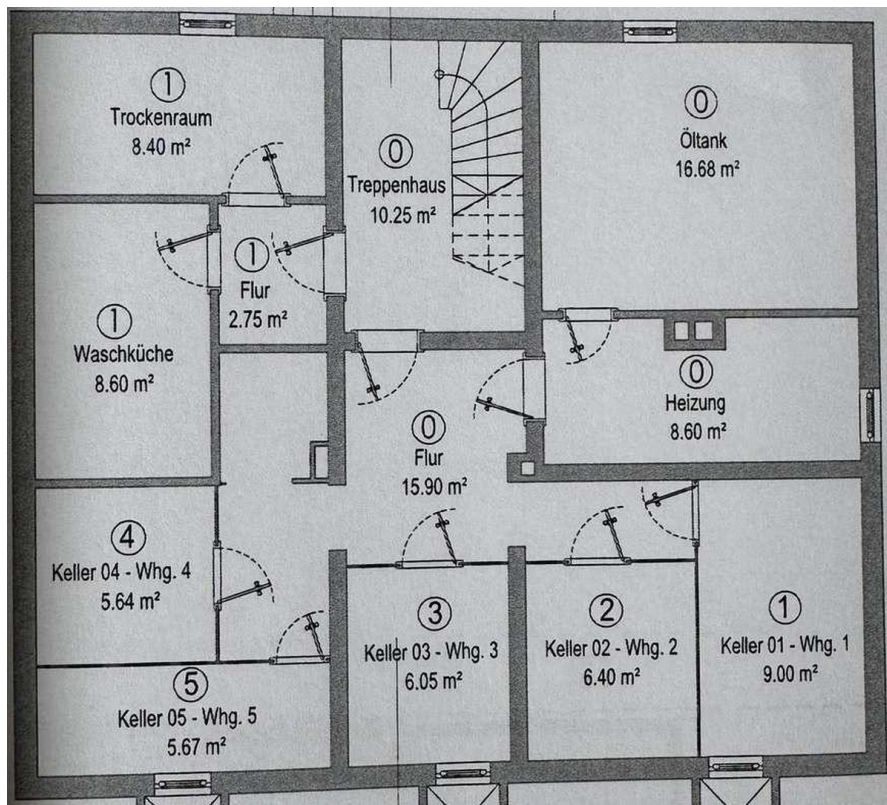 1
Trockenraum
8.40 m²
0
Treppenhaus
10.25 m²
0
Öltank
16.68 m²
1
Flur
2.75 m²
1
Waschküche
8.60 m²
0
Flur
15.90 m²
0
Heizung
8.60 m²
4
Keller 04 - Whg. 4
5.64 m²
3
Keller 03 - Whg. 3
6.05 m²
2
Keller 02 - Whg. 2
6.40 m²
1
Keller 01 - Whg. 1
9.00 m²
5
Keller 05 - Whg. 5
5.67 m²